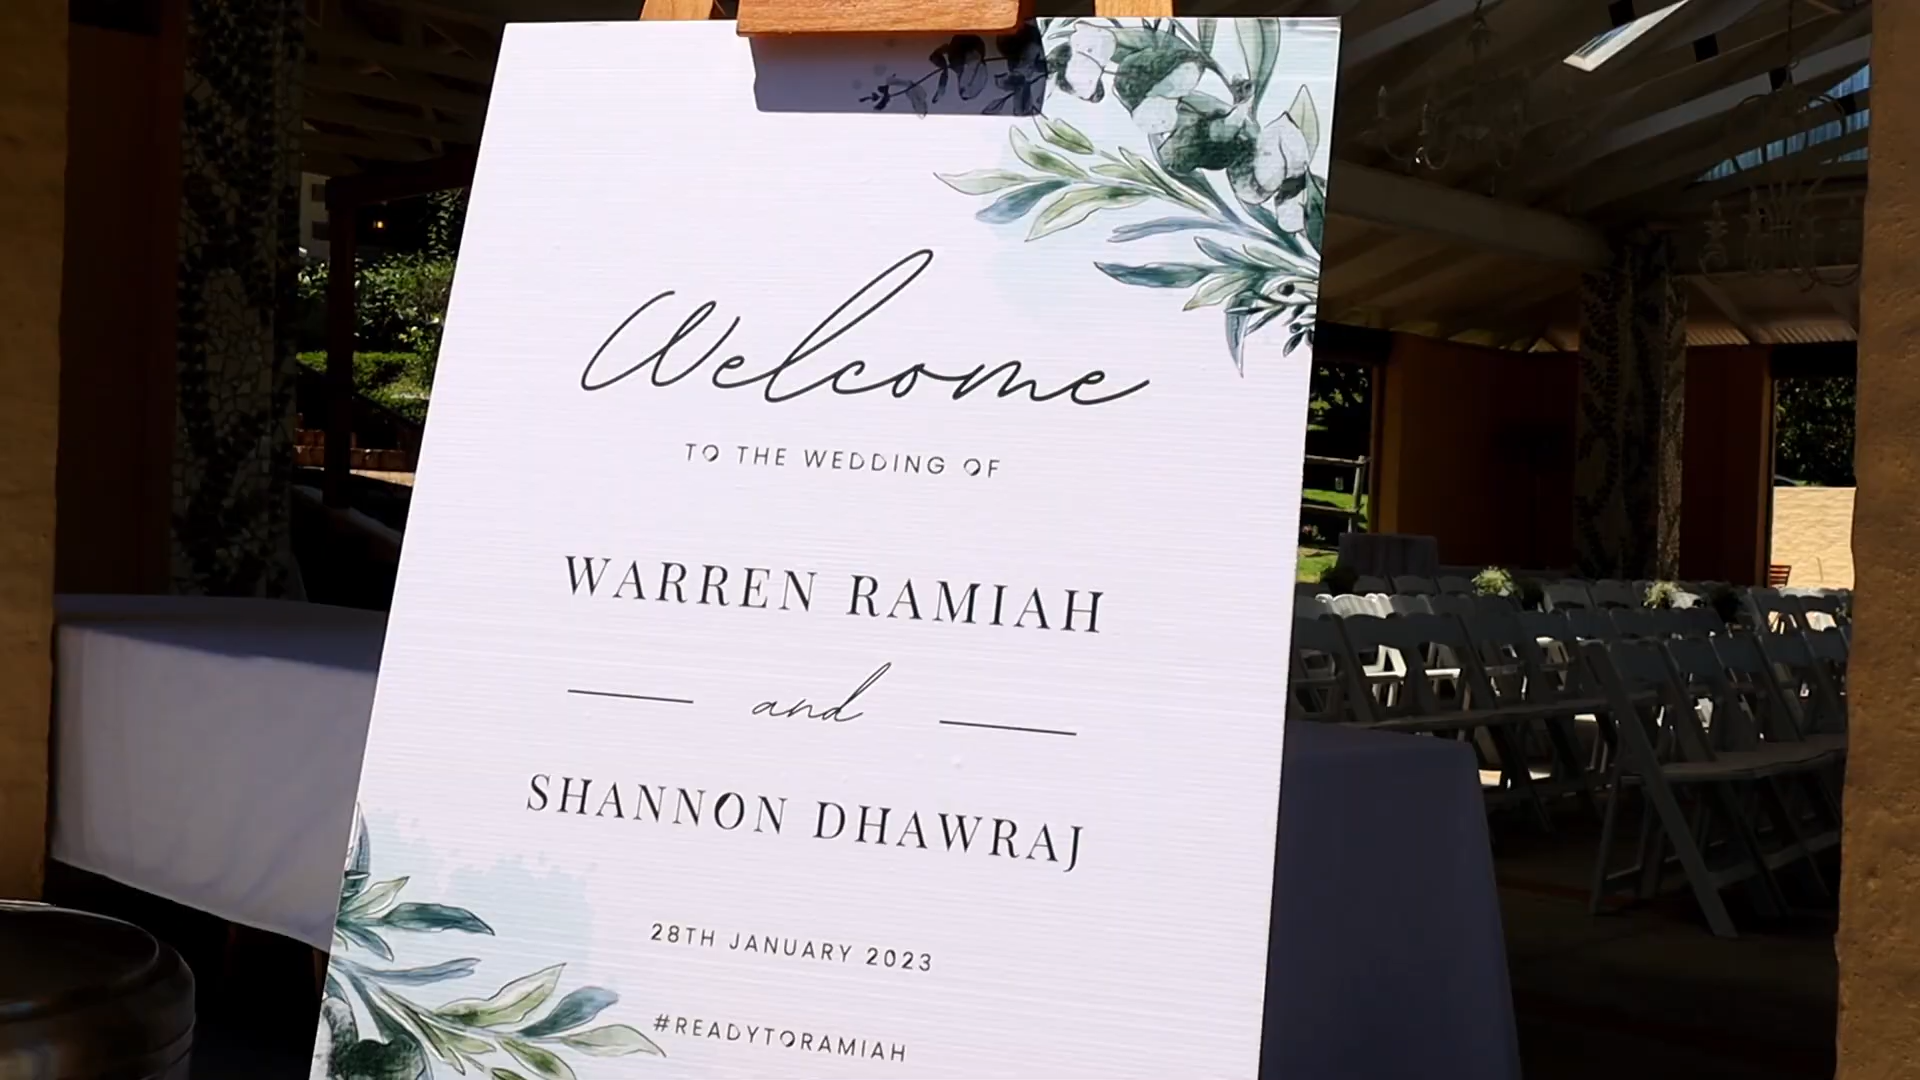 Welcome
TO THE WEDDING OF
WARREN RAMIAH
and
SHANNON DHAWRAJ
28TH JANUARY 2023
#READYTORAMIAH